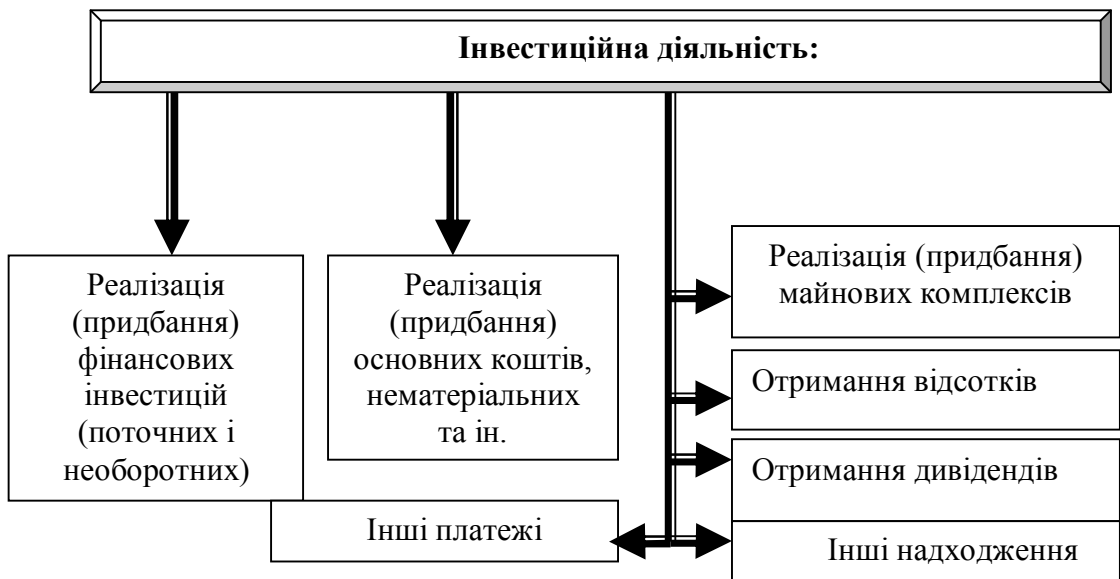 Інвестиційна діяльність:
Реалізація
(придбання)
фінансових
інвестицій
(поточних і
необоротних)
Реалізація
(придбання)
основних коштів,
нематеріальних
та ін.
Реалізація (придбання)
майнових комплексів
Отримання відсотків
Отримання дивідендів
Інші платежі
Інші надходження